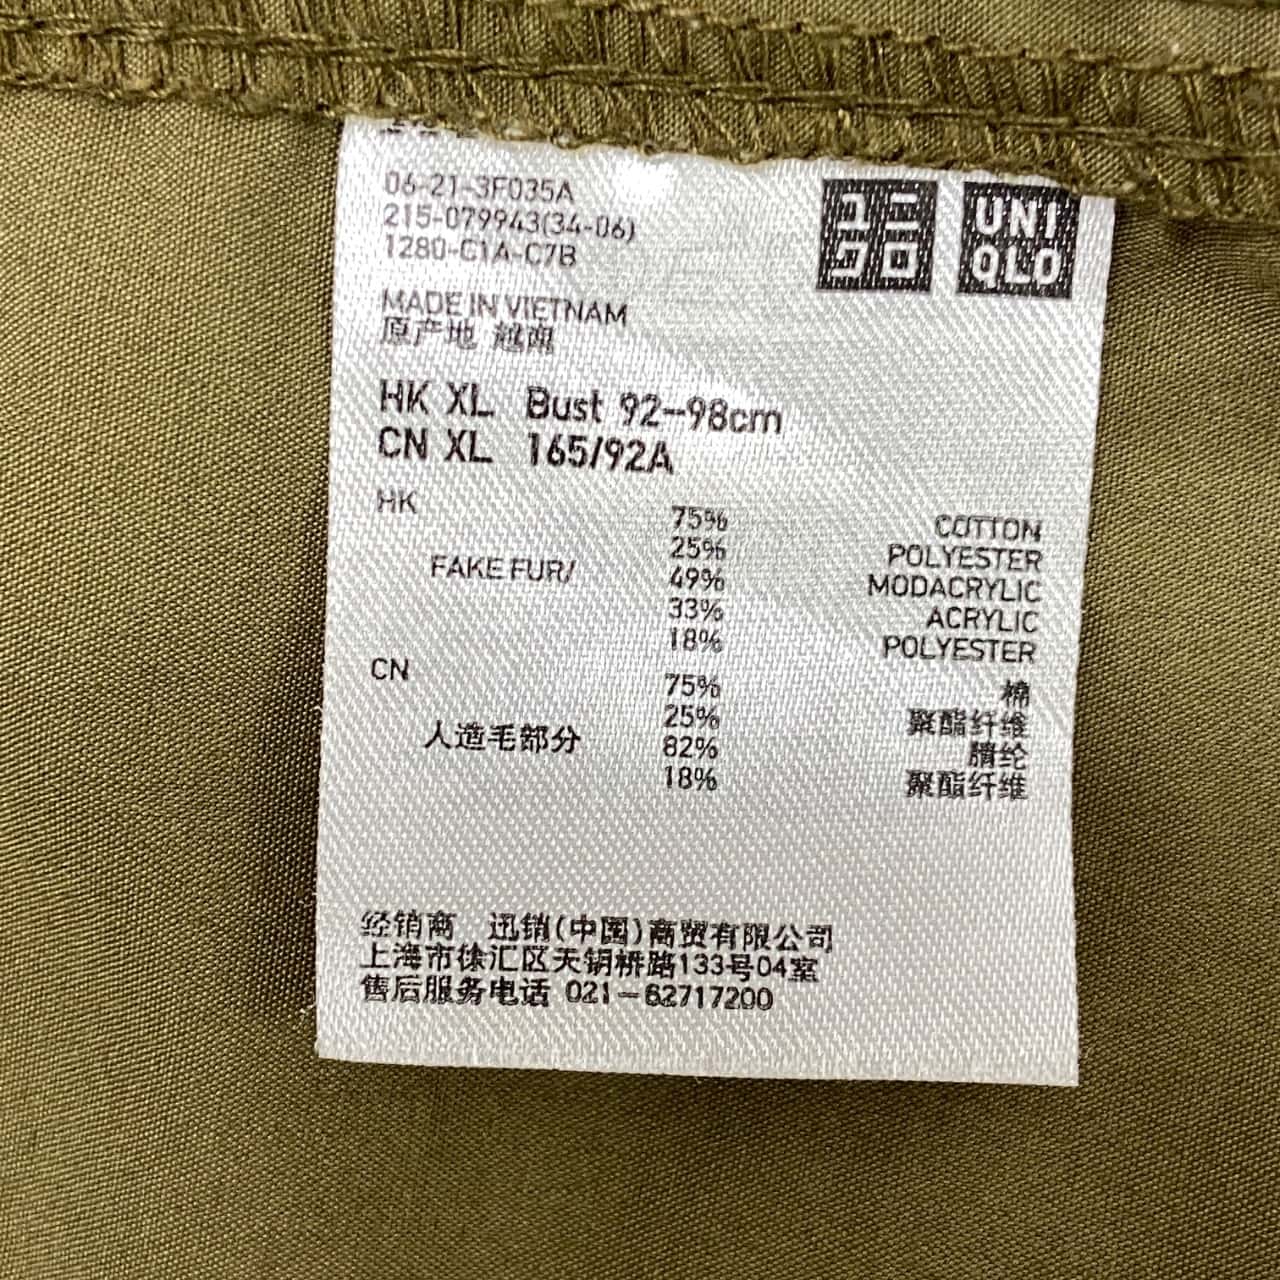 06-21-3F035A
215-079943(34-06)
1280-C1A-C7B
ユニ
クロ
UNI
QLO
MADE IN VIETNAM
原产地 越南
HK XL Bust 92-98cm
CN XL 165/92A
HK
75% COTTON
25% POLYESTER
FAKE FUR/ 49% MODACRYLIC
33% ACRYLIC
18% POLYESTER
CN
75% 棉
25% 聚酯纤维
人造毛部分 82% 腈纶
18% 聚酯纤维
经销商 迅销(中国)商贸有限公司
上海市徐汇区天钥桥路133号04室
售后服务电话 021-62717200